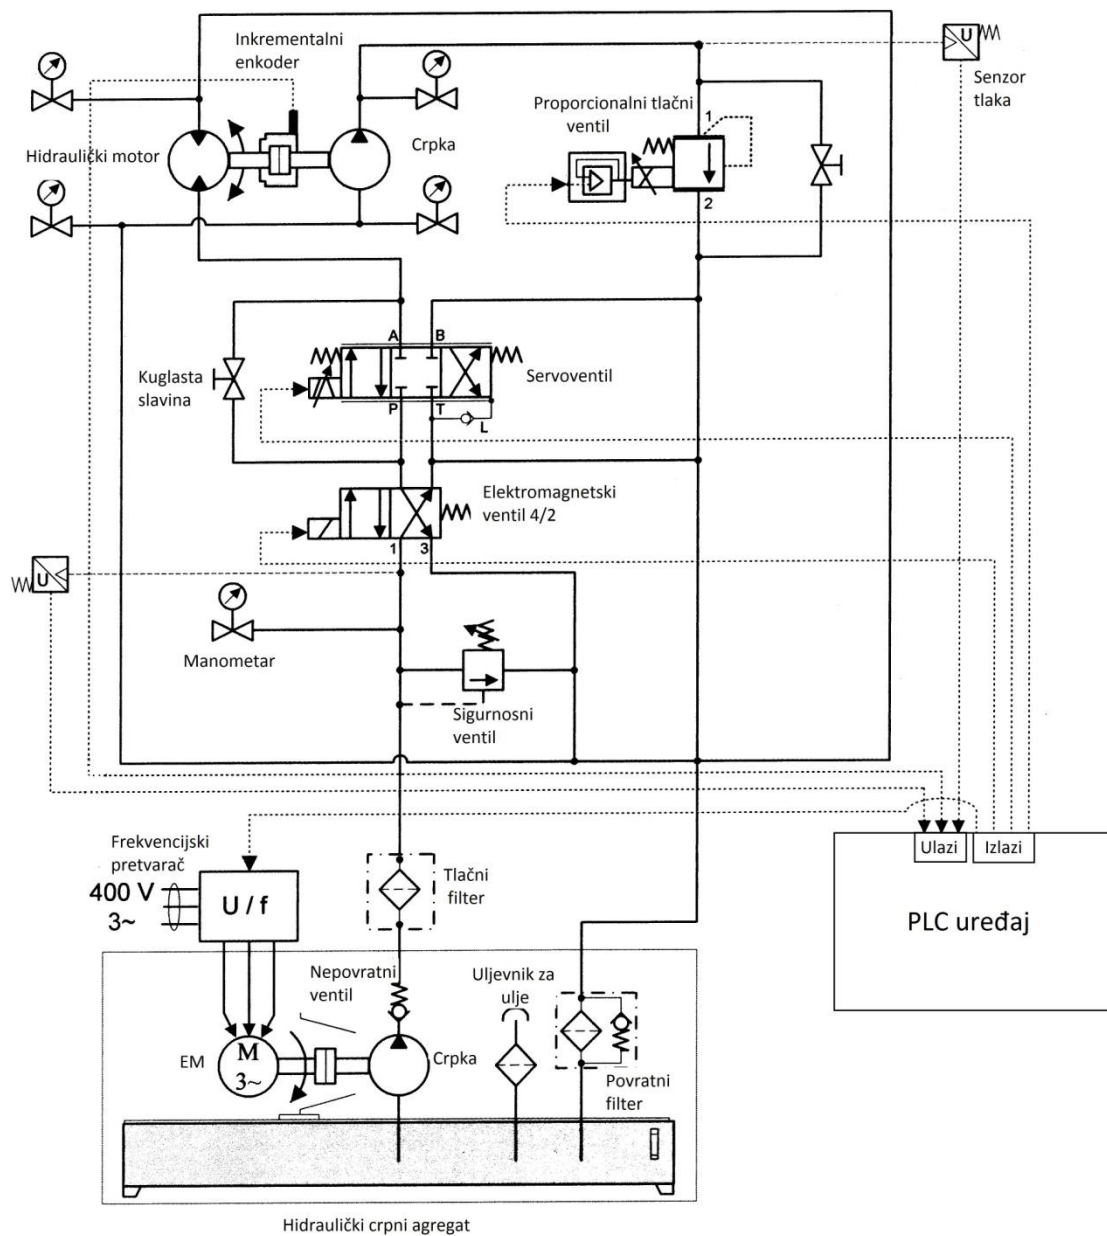 Inkrementalni
enkoder
U
Senzor
tlaka
Proporcionalni tlačni
ventil
1
2
Hidraulički motor
Crpka
A
B
Kuglasta
slavina
Servoventil
P
T
L
Elektromagnetski
ventil 4/2
1
3
U
Manometar
Sigurnosni
ventil
Frekvencijski
pretvarač
400 V
3~
U / f
Tlačni
filter
Ulazi
Izlazi
PLC uređaj
Nepovratni
ventil
Uljevnik za
ulje
EM
M
3~
Crpka
Povratni
filter
Hidraulički crpni agregat